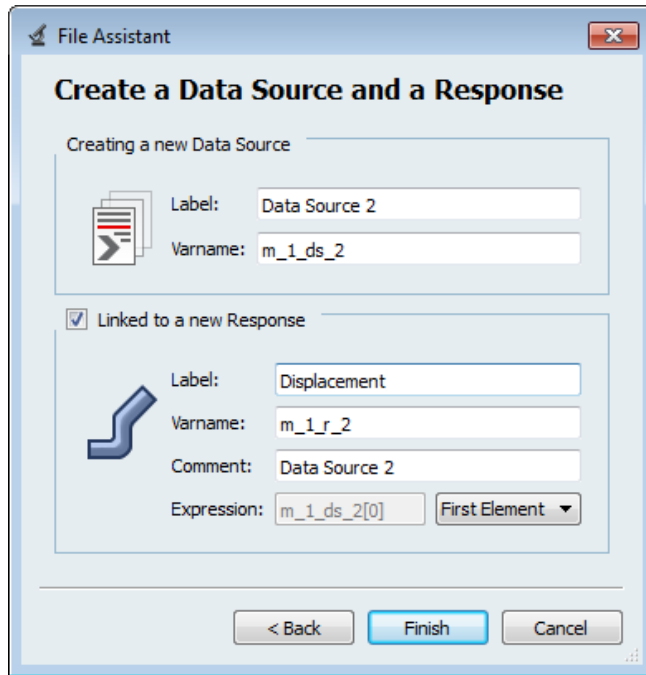 File Assistant
Create a Data Source and a Response
Creating a new Data Source
Label: Data Source 2
Varname: m_1_ds_2
Linked to a new Response
Label: Displacement
Varname: m_1_r_2
Comment: Data Source 2
Expression: m_1_ds_2[0] First Element
< Back Finish Cancel